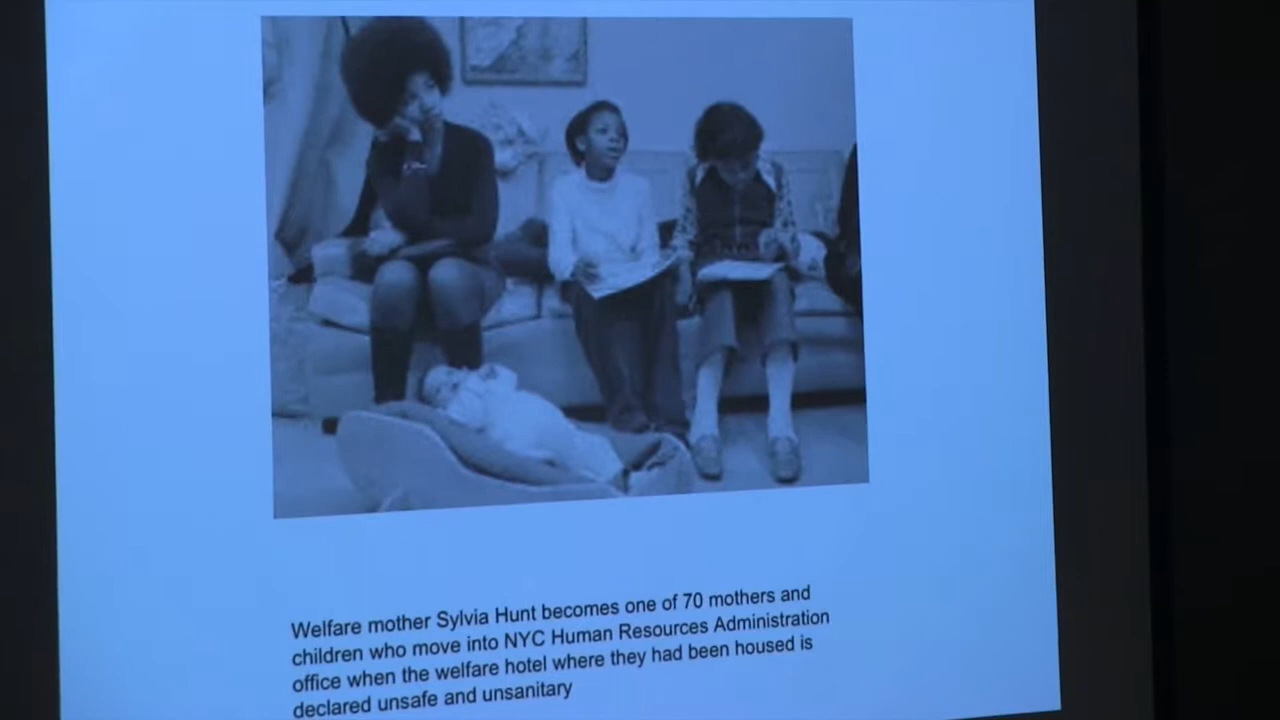 Welfare mother Sylvia Hunt becomes one of 70 mothers and
children who move into NYC Human Resources Administration
office when the welfare hotel where they had been housed is
declared unsafe and unsanitary